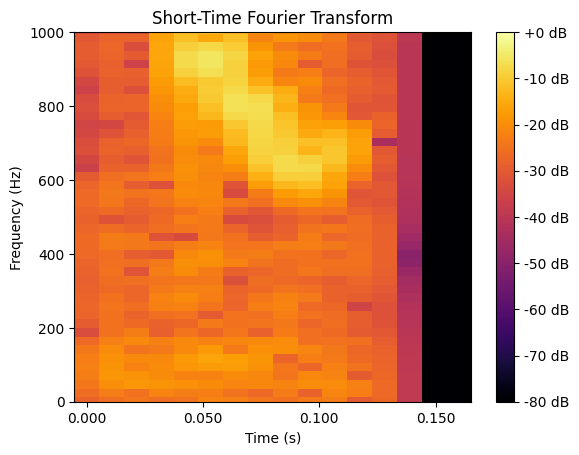 Short-Time Fourier Transform
1000
800
600
400
200
0
Frequency (Hz)
0.000
0.050
0.100
0.150
Time (s)
+0 dB
-10 dB
-20 dB
-30 dB
-40 dB
-50 dB
-60 dB
-70 dB
-80 dB